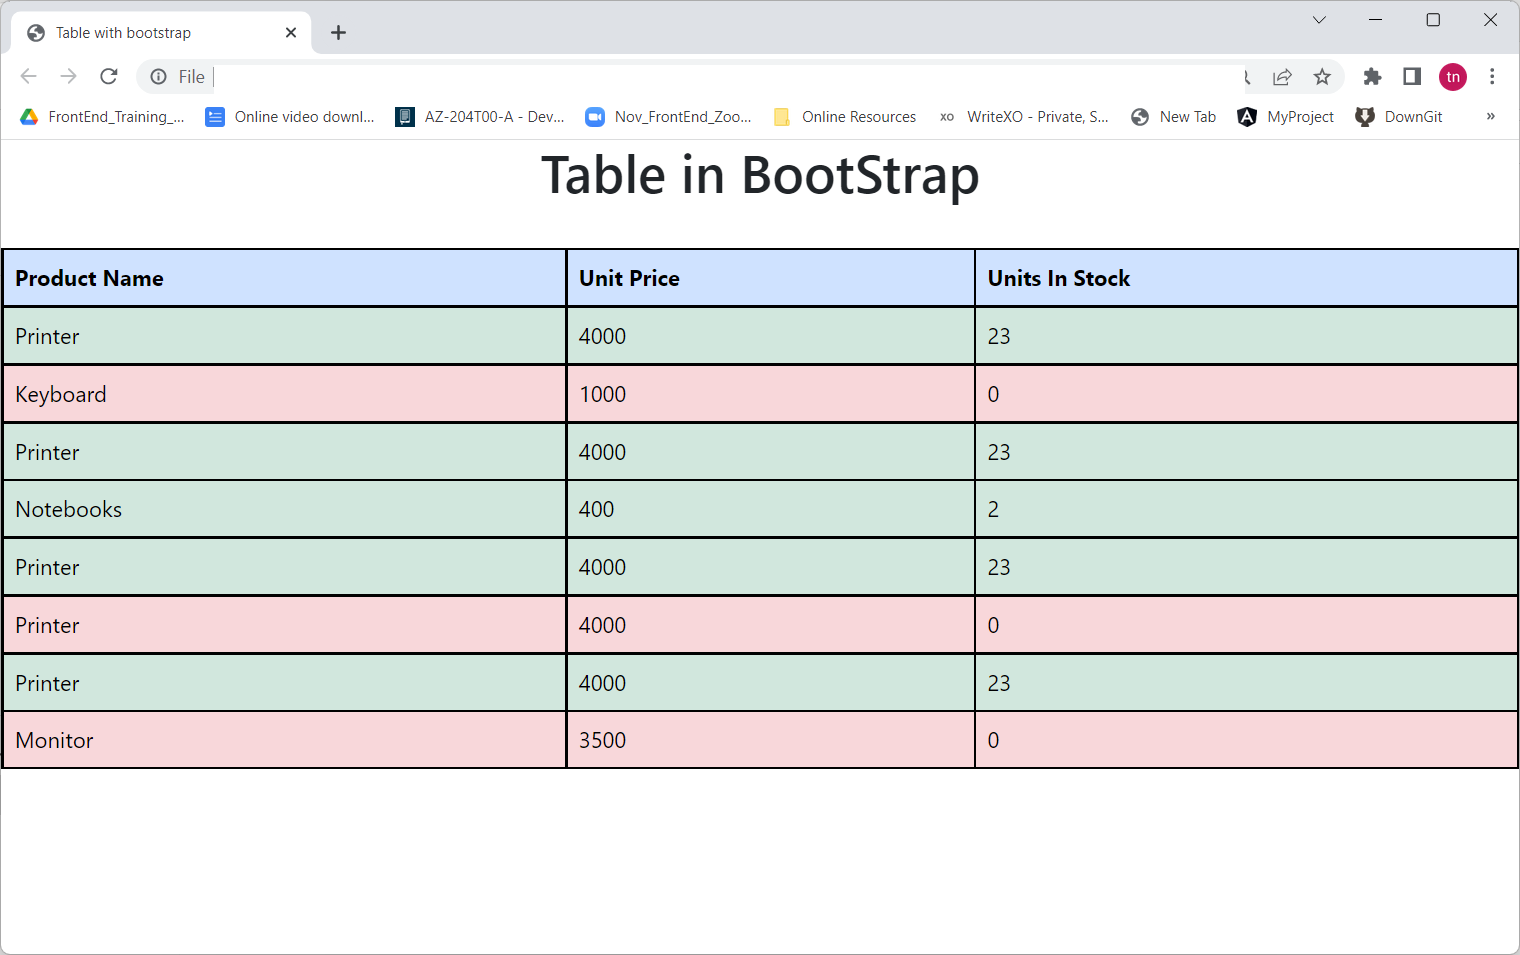 Table with bootstrap
File
tn
FrontEnd_Training_... Online video downl... AZ-204T00-A - Dev... Nov_FrontEnd_Zoo... Online Resources XO WriteXO - Private, S... New Tab A MyProject DownGit »
Table in BootStrap
Product Name Unit Price Units In Stock
Printer 4000 23
Keyboard 1000 0
Printer 4000 23
Notebooks 400 2
Printer 4000 23
Printer 4000 0
Printer 4000 23
Monitor 3500 0